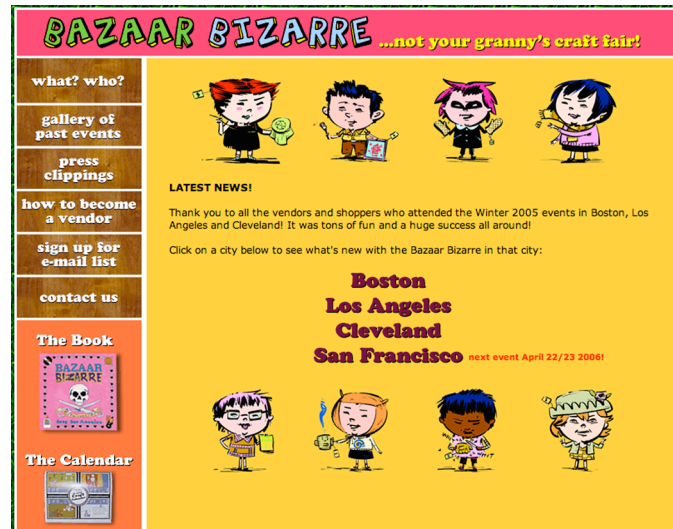 BAZAAR BIZARRE ...not your granny's craft fair!
what? who?
gallery of
past events
press
clippings
how to become
a vendor
sign up for
e-mail list
contact us
The Book
BAZAAR
BIZARRE
The Calendar
LATEST NEWS!
Thank you to all the vendors and shoppers who attended the Winter 2005 events in Boston, Los
Angeles and Cleveland! It was tons of fun and a huge success all around!
Click on a city below to see what's new with the Bazaar Bizarre in that city:
Boston
Los Angeles
Cleveland
San Francisco next event April 22/23 2006!